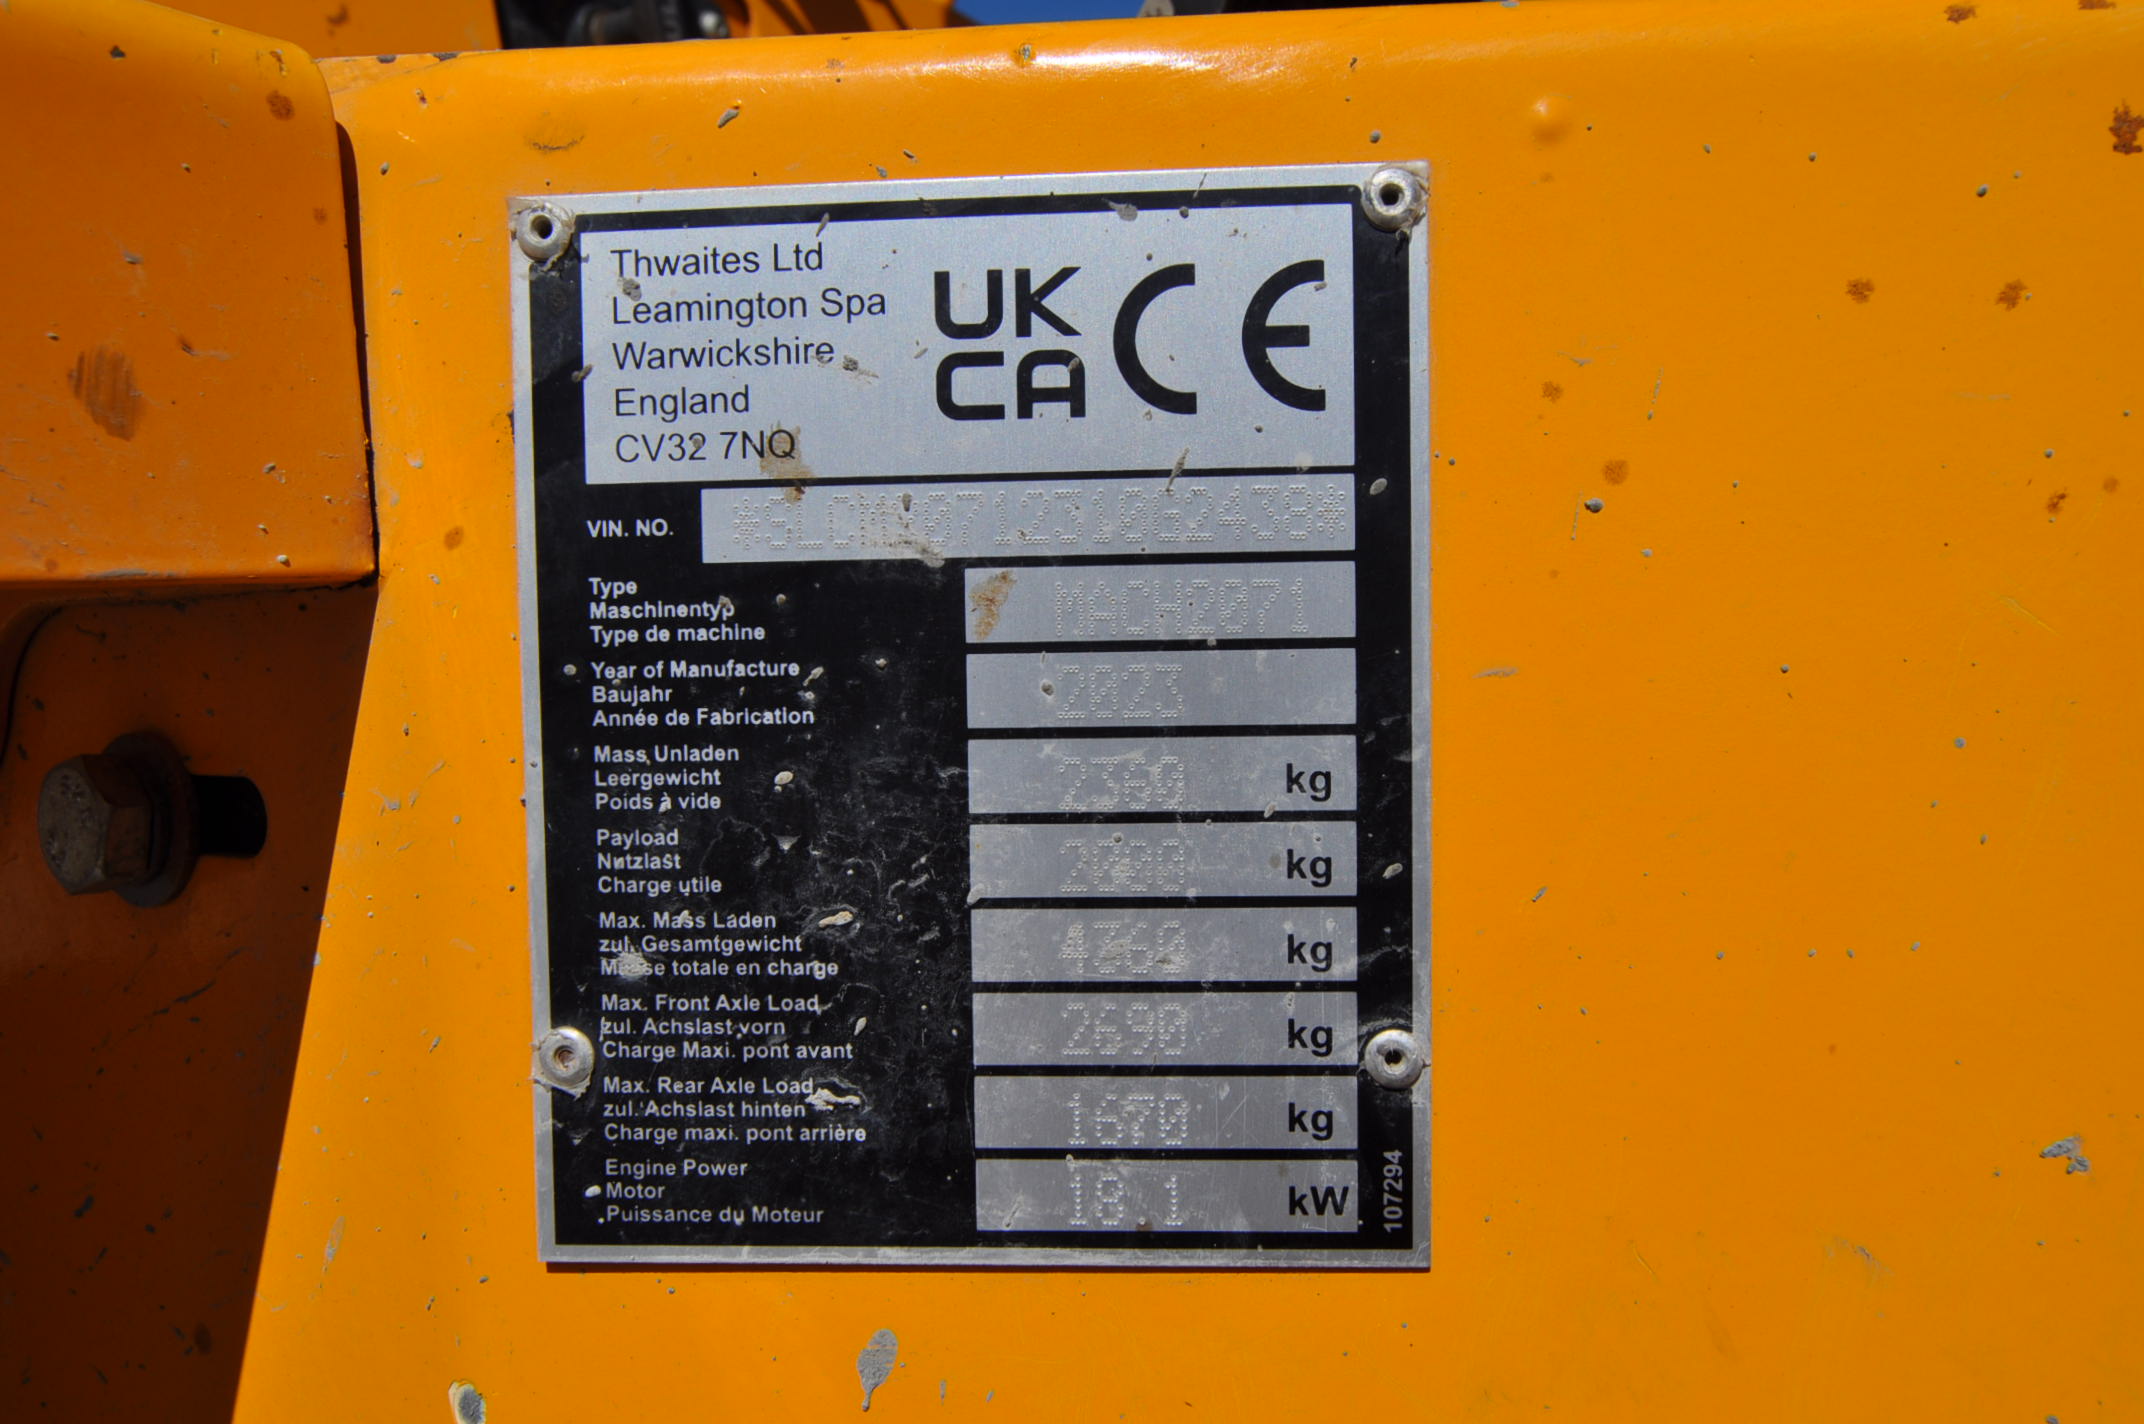 Thwaites Ltd
Leamington Spa
Warwickshire
England
CV32 7NQ
UK
CA
CE
VIN. NO.
Type
Maschinentyp
Type de machine
MACH2071
Year of Manufacture
Baujahr
Année de Fabrication
2023
Mass Unladen
Leergewicht
Poids à vide
kg
Payload
Nutzlast
Charge utile
2000 kg
Max. Mass Laden
zul. Gesamtgewicht
Masse totale en charge
4360 kg
Max. Front Axle Load
zul. Achslast vorn
Charge Maxi. pont avant
2690 kg
Max. Rear Axle Load
zul. Achslast hinten
Charge maxi. pont arrière
1670 kg
Engine Power
Motor
Puissance du Moteur
18.1 kW
107294